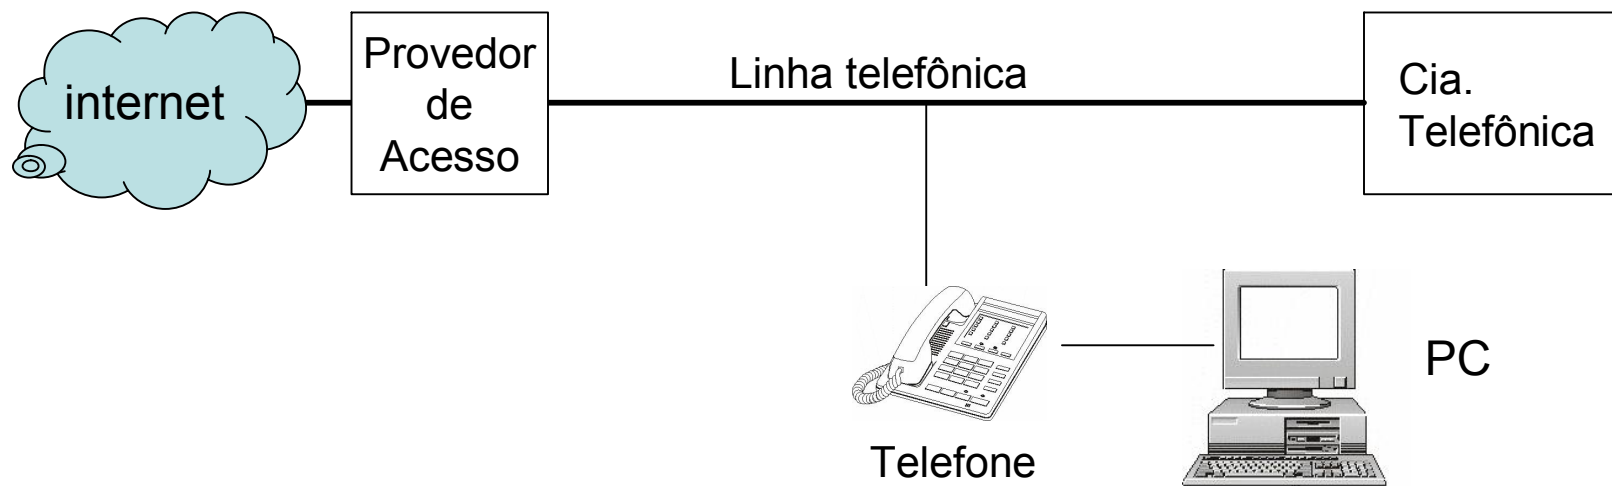 internet
Provedor
de
Acesso
Linha telefônica
Cia.
Telefônica
PC
Telefone